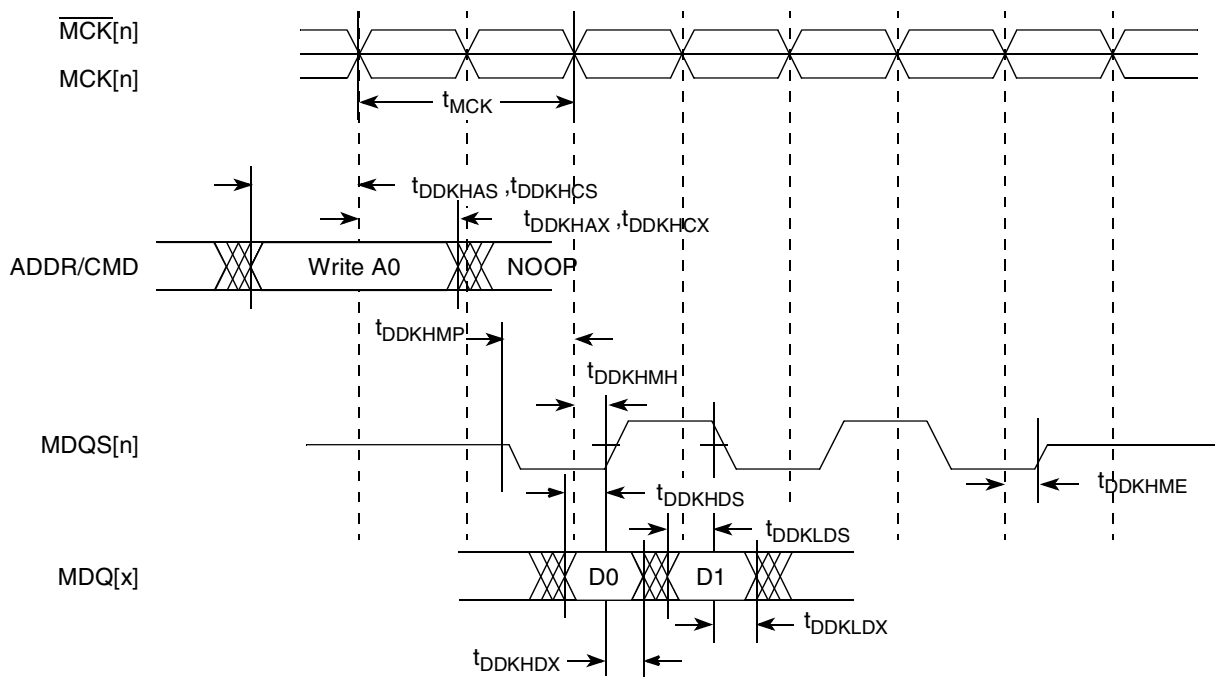 MCK[n]
MCK[n]
tMCK
tDDKHAS ,tDDKHCS
tDDKHAX ,tDDKHCX
ADDR/CMD
Write A0
NOOP
tDDKHMP
tDDKHMH
MDQS[n]
tDDKHME
tDDKHDS
tDDKLDS
MDQ[x]
D0
D1
tDDKLDX
tDDKHDX